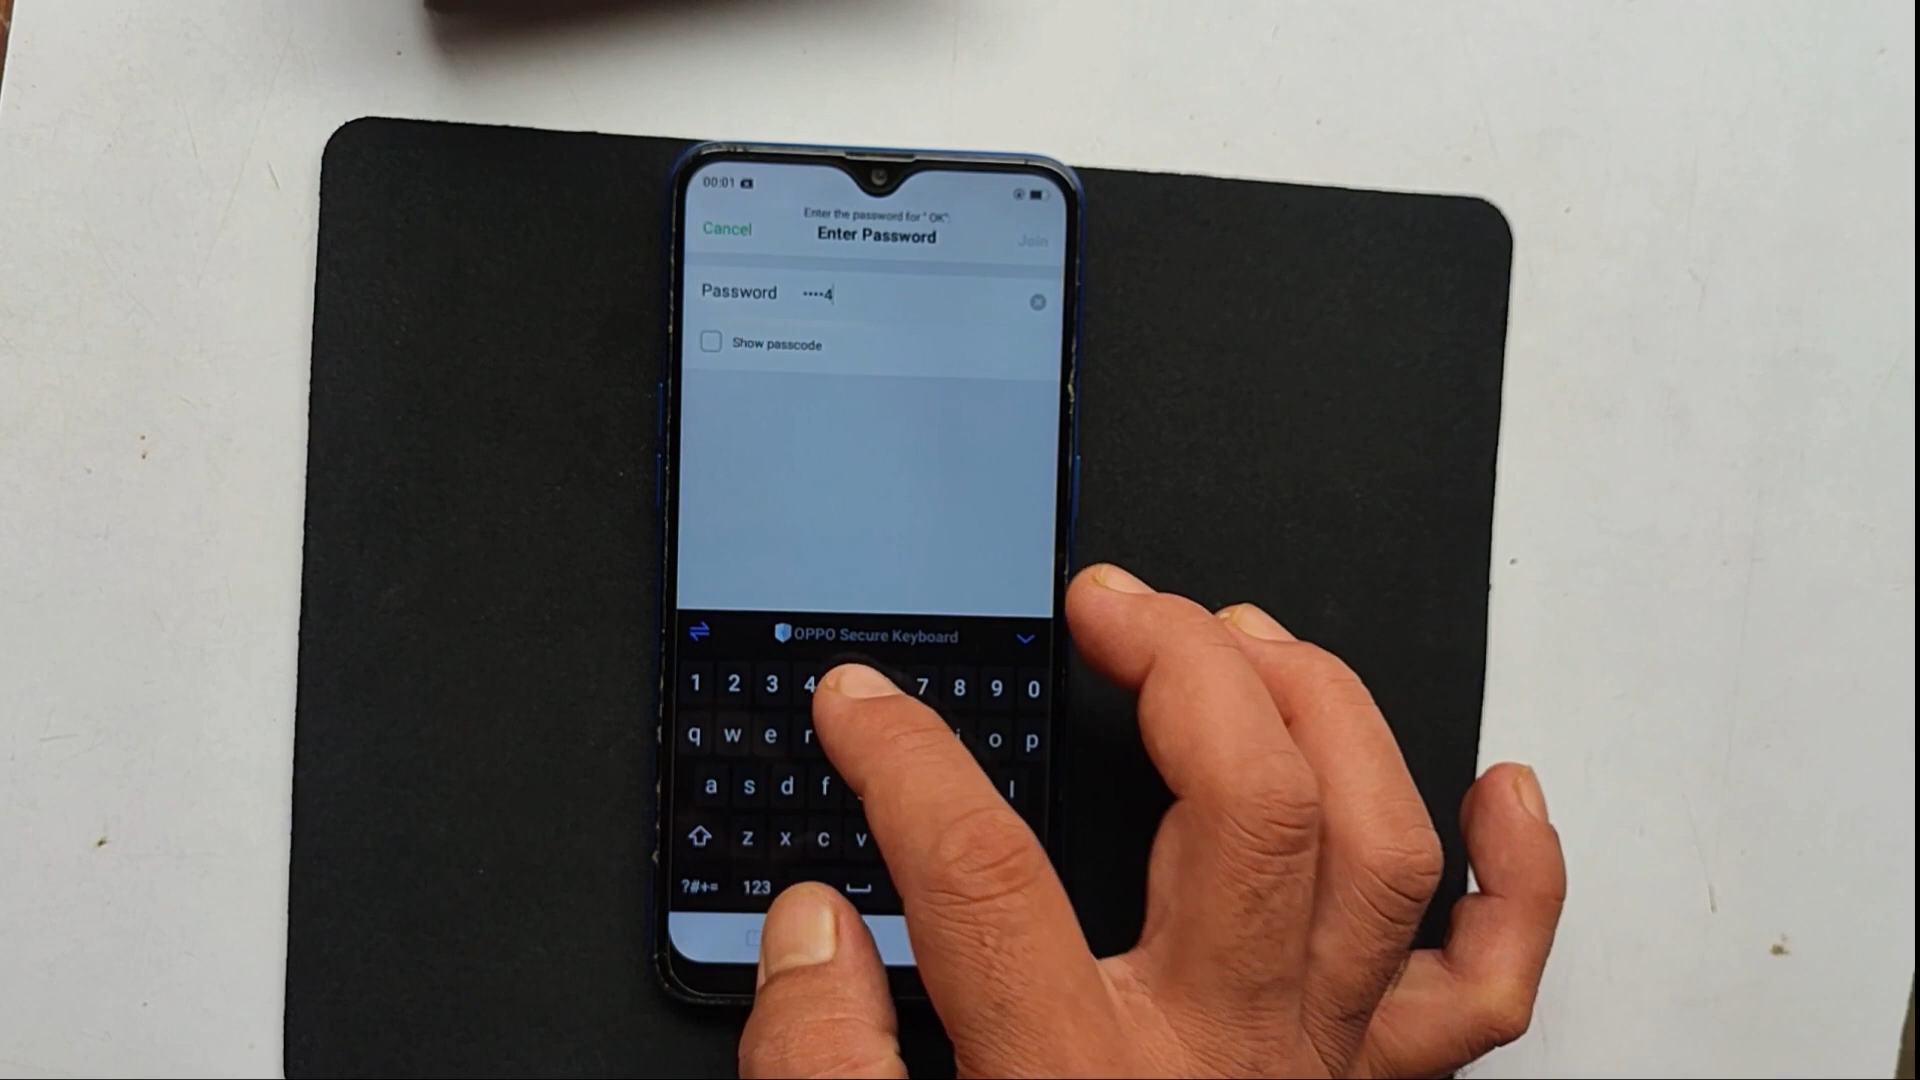 00:01
Enter the password for " OK":
Cancel
Enter Password
Join
Password ····4
Show passcode
OPPO Secure Keyboard
1 2 3 4 7 8 9 0
q w e r o p
a s d f l
z x c v
?#+= 123